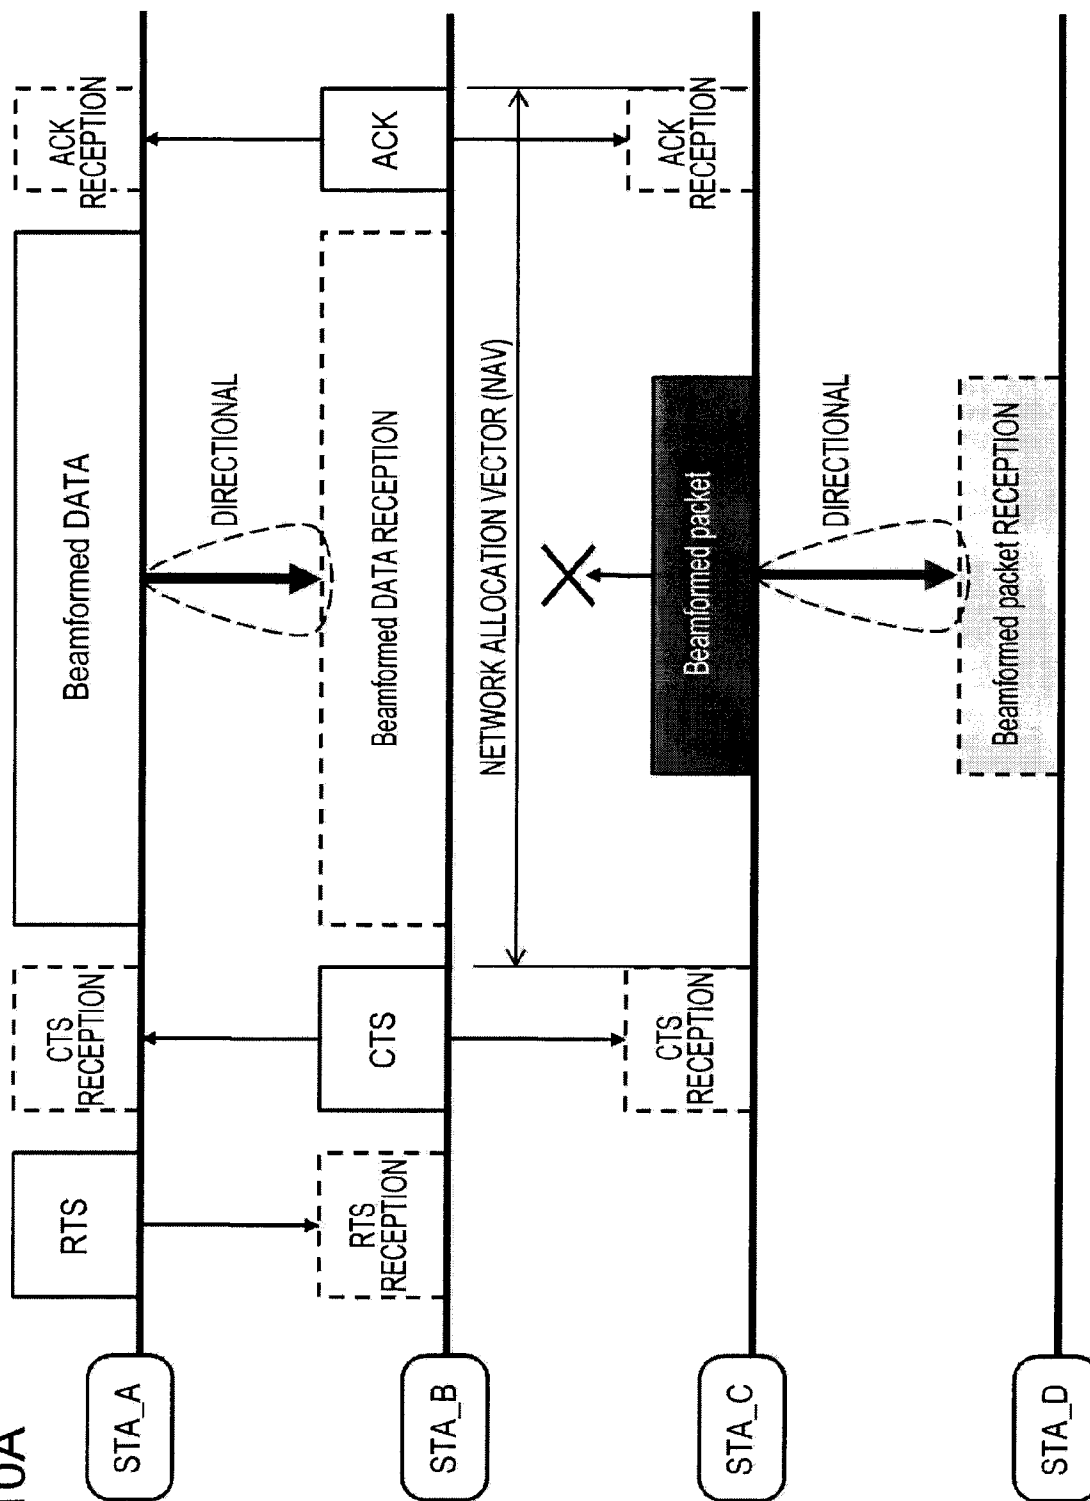 10A
STA_A
RTS
CTS
RECEPTION
Beamformed DATA
ACK
RECEPTION
DIRECTIONAL
STA_B
RTS
RECEPTION
CTS
Beamformed DATA RECEPTION
ACK
NETWORK ALLOCATION VECTOR (NAV)
STA_C
CTS
RECEPTION
Beamformed packet
ACK
RECEPTION
DIRECTIONAL
STA_D
Beamformed packet RECEPTION